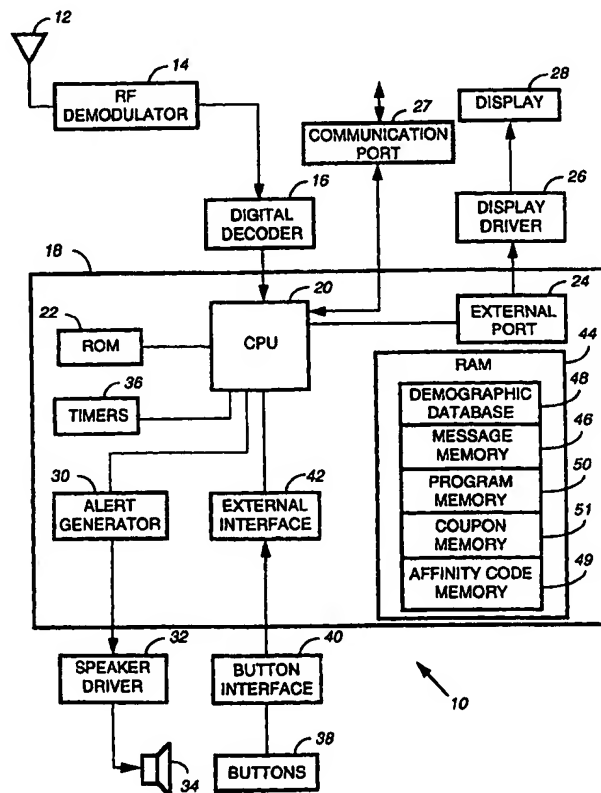 12
14
RF
DEMODULATOR
28
DISPLAY
27
COMMUNICATION
PORT
16
DIGITAL
DECODER
26
DISPLAY
DRIVER
18
20
CPU
24
EXTERNAL
PORT
22
ROM
36
TIMERS
RAM
44
DEMOGRAPHIC
DATABASE
48
MESSAGE
MEMORY
46
PROGRAM
MEMORY
50
COUPON
MEMORY
51
AFFINITY CODE
MEMORY
49
30
ALERT
GENERATOR
42
EXTERNAL
INTERFACE
32
SPEAKER
DRIVER
40
BUTTON
INTERFACE
10
34
38
BUTTONS